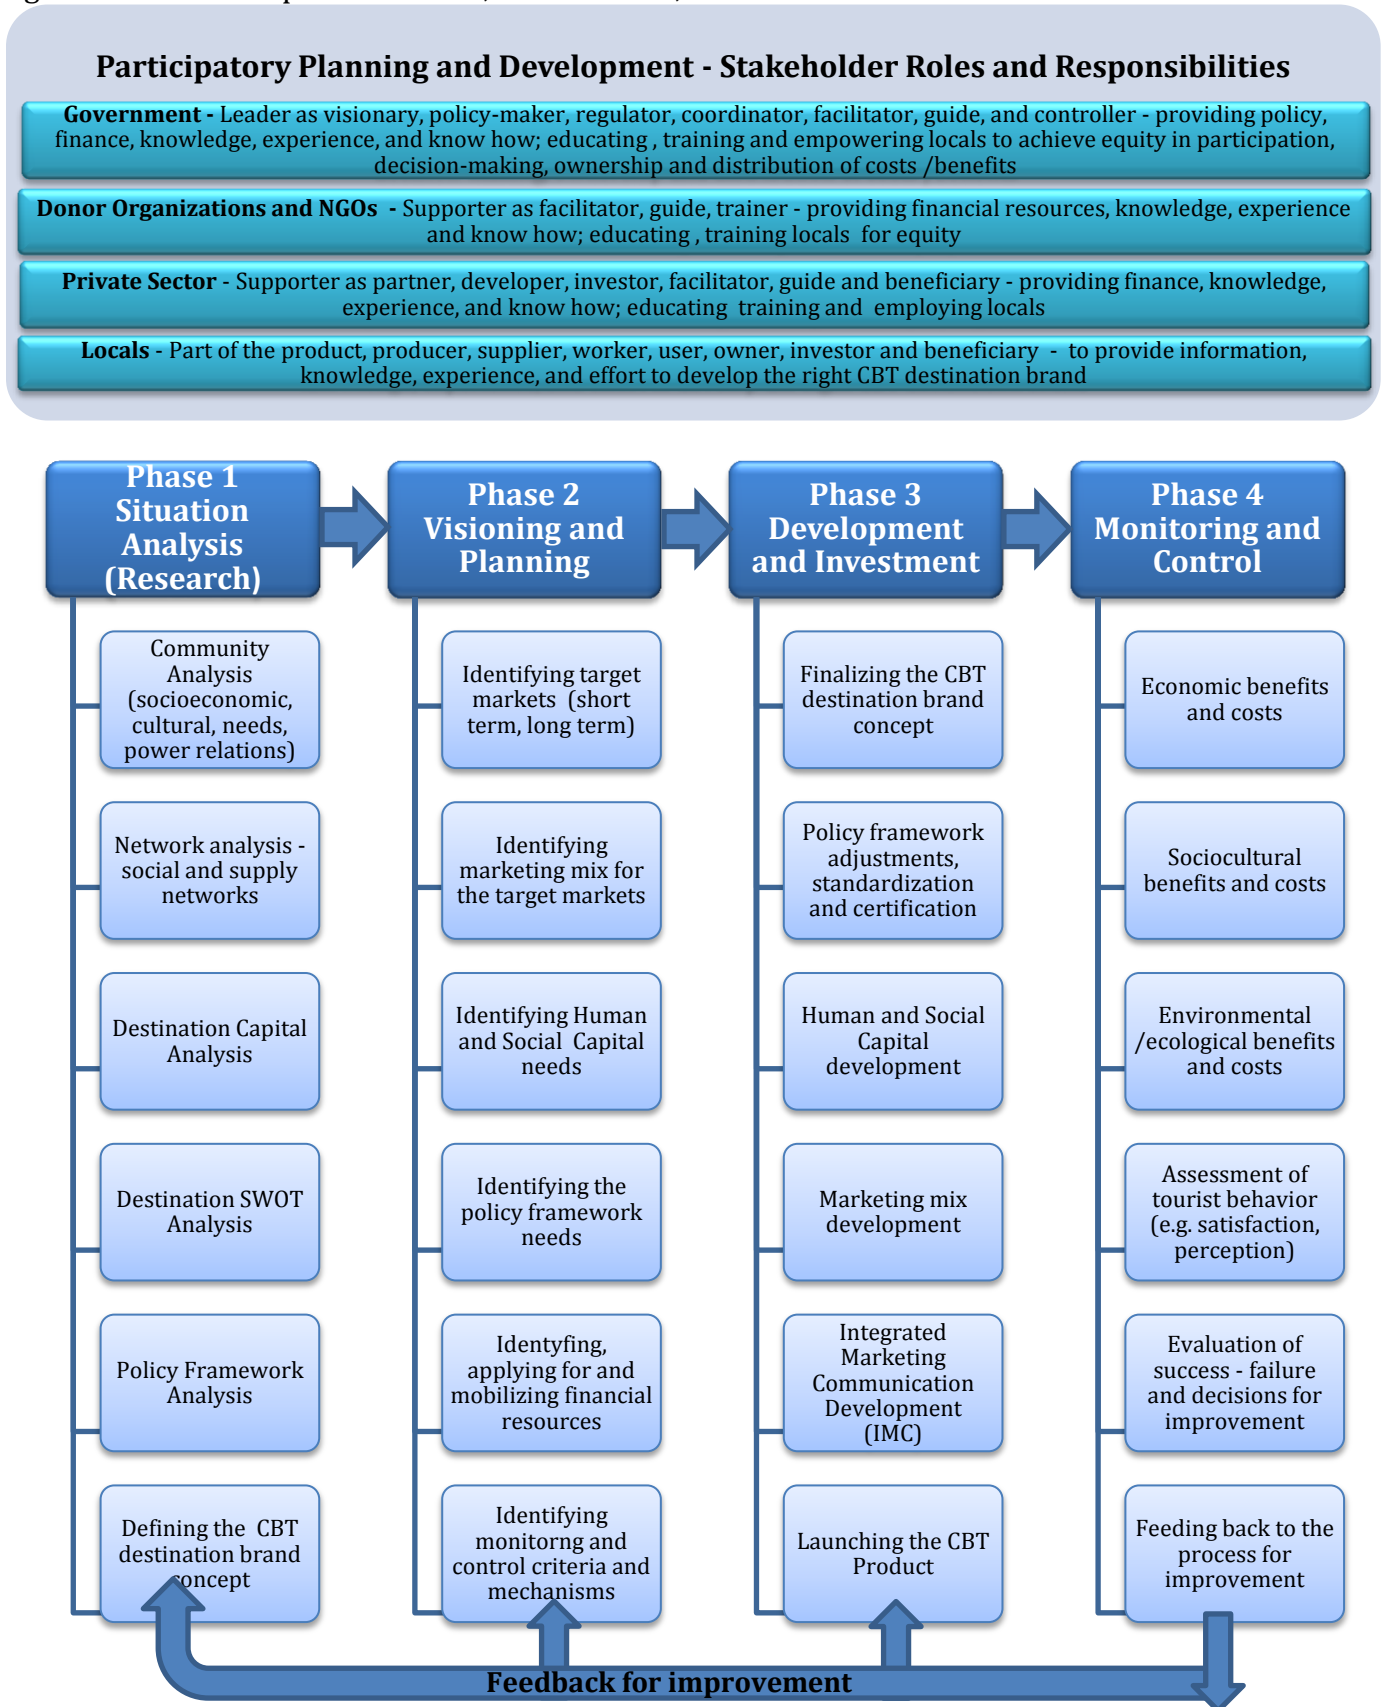 Participatory Planning and Development - Stakeholder Roles and Responsibilities
Government - Leader as visionary, policy-maker, regulator, coordinator, facilitator, guide, and controller - providing policy,
finance, knowledge, experience, and know how; educating , training and empowering locals to achieve equity in participation,
decision-making, ownership and distribution of costs /benefits
Donor Organizations and NGOs - Supporter as facilitator, guide, trainer - providing financial resources, knowledge, experience
and know how; educating , training locals for equity
Private Sector - Supporter as partner, developer, investor, facilitator, guide and beneficiary - providing finance, knowledge,
experience, and know how; educating training and employing locals
Locals - Part of the product, producer, supplier, worker, user, owner, investor and beneficiary - to provide information,
knowledge, experience, and effort to develop the right CBT destination brand
Phase 1
Situation
Analysis
(Research)
Community
Analysis
(socioeconomic,
cultural, needs,
power relations)
Network analysis -
social and supply
networks
Destination Capital
Analysis
Destination SWOT
Analysis
Policy Framework
Analysis
Defining the CBT
destination brand
concept
Phase 2
Visioning and
Planning
Identifying target
markets (short
term, long term)
Identifying
marketing mix for
the target markets
Identifying Human
and Social Capital
needs
Identifying the
policy framework
needs
Identyfing,
applying for and
mobilizing financial
resources
Identifying
monitorng and
control criteria and
mechanisms
Phase 3
Development
and Investment
Finalizing the CBT
destination brand
concept
Policy framework
adjustments,
standardization
and certification
Human and Social
Capital
development
Marketing mix
development
Integrated
Marketing
Communication
Development
(IMC)
Launching the CBT
Product
Phase 4
Monitoring and
Control
Economic benefits
and costs
Sociocultural
benefits and costs
Environmental
/ecological benefits
and costs
Assessment of
tourist behavior
(e.g. satisfaction,
perception)
Evaluation of
success - failure
and decisions for
improvement
Feeding back to the
process for
improvement
Feedback for improvement